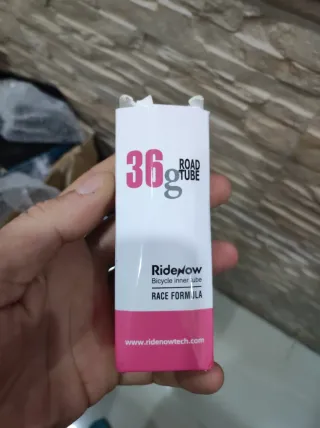 36g ROAD
TUBE
RideNow
Bicycle inner tube
RACE FORMULA
www.ridenowtech.com